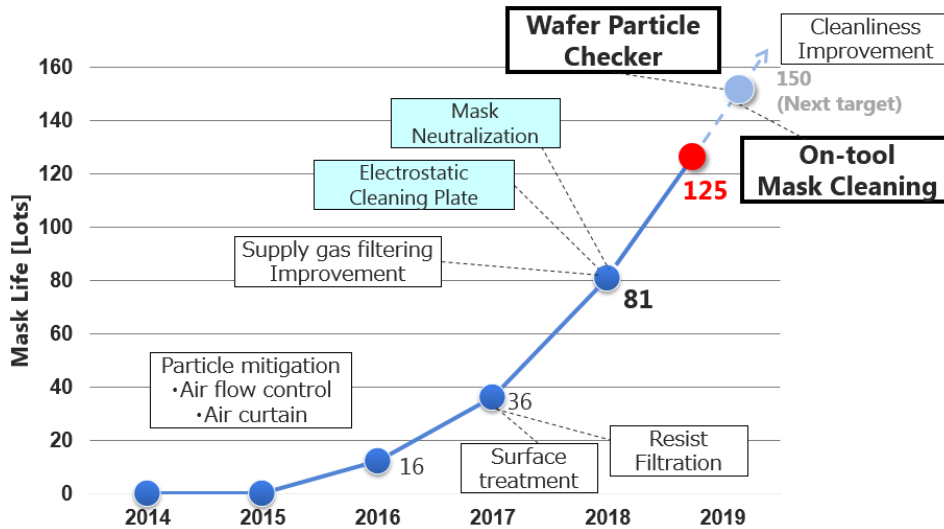 Wafer Particle
Checker
Cleanliness
Improvement
150
(Next target)
Mask
Neutralization
Electrostatic
Cleaning Plate
On-tool
Mask Cleaning
125
Supply gas filtering
Improvement
81
Particle mitigation
・Air flow control
・Air curtain
36
16
Surface
treatment
Resist
Filtration
Mask Life [Lots]
160
140
120
100
80
60
40
20
0
2014 2015 2016 2017 2018 2019